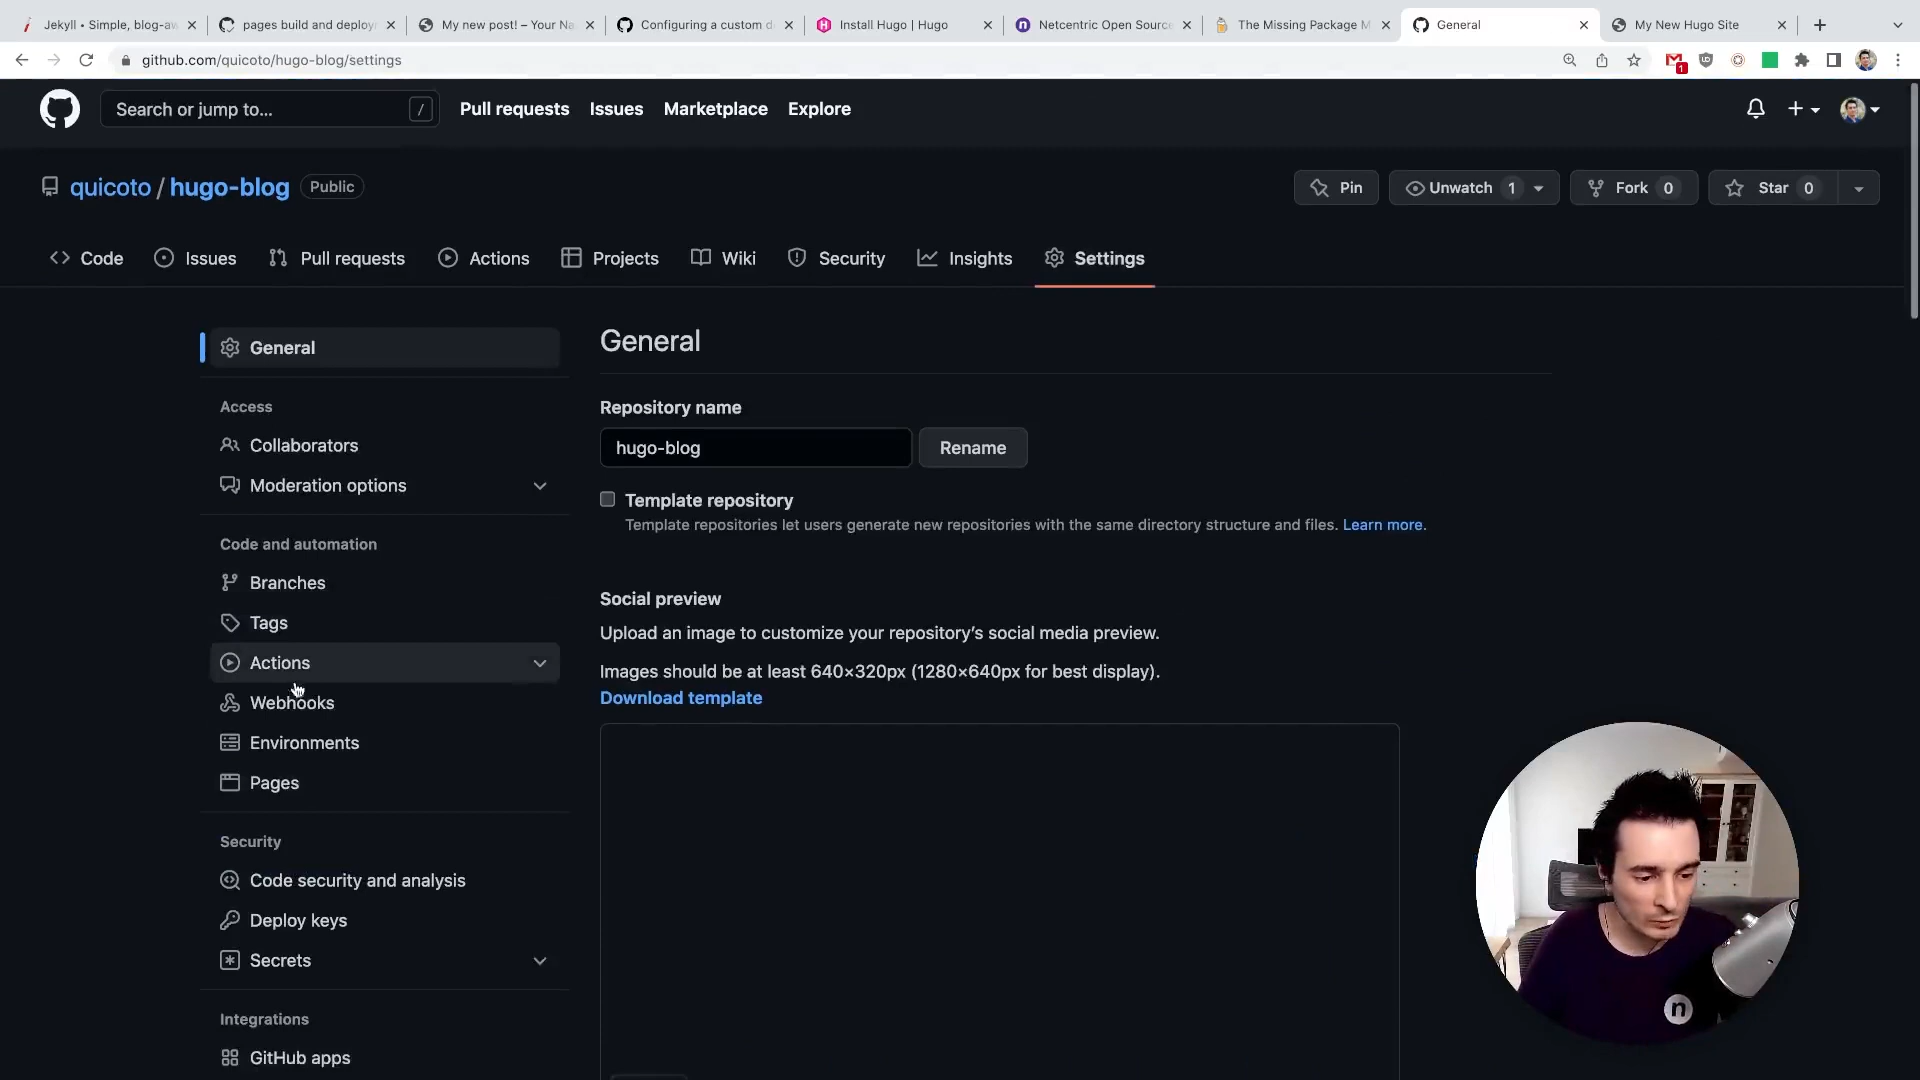 Jekyll • Simple, blog-aw
pages build and deploym
My new post! – Your Na
Configuring a custom d
Install Hugo | Hugo
Netcentric Open Source
The Missing Package M
General
My New Hugo Site
github.com/quicoto/hugo-blog/settings
1
Search or jump to...
/
Pull requests
Issues
Marketplace
Explore
quicoto / hugo-blog
Public
Pin
Unwatch 1
Fork 0
Star 0
Code
Issues
Pull requests
Actions
Projects
Wiki
Security
Insights
Settings
General
Access
Collaborators
Moderation options
Code and automation
Branches
Tags
Actions
Webhooks
Environments
Pages
Security
Code security and analysis
Deploy keys
Secrets
Integrations
GitHub apps
General
Repository name
hugo-blog
Rename
Template repository
Template repositories let users generate new repositories with the same directory structure and files. Learn more.
Social preview
Upload an image to customize your repository's social media preview.
Images should be at least 640×320px (1280×640px for best display).
Download template
n